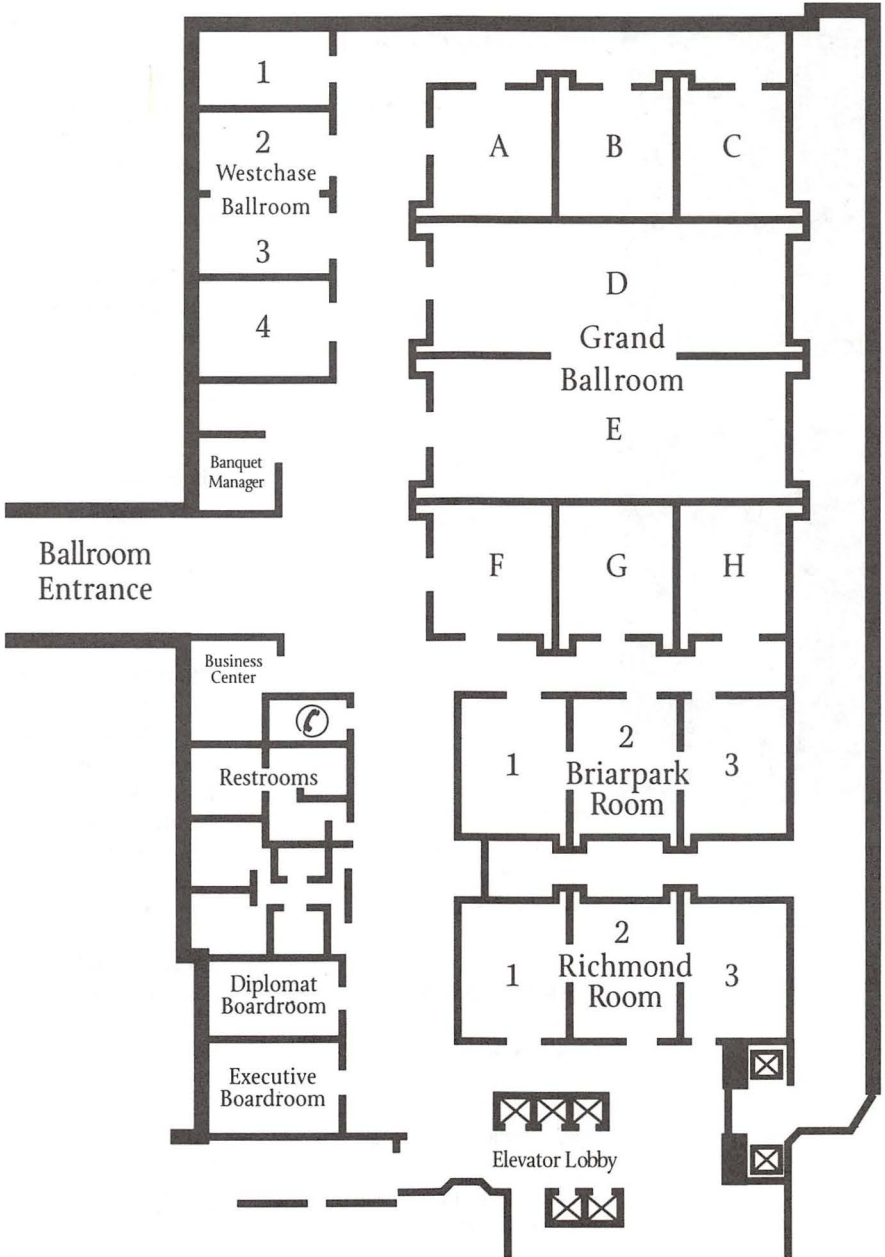 1
2
Westchase
Ballroom
3
4
A
B
C
D
Grand
Ballroom
E
Banquet
Manager
Ballroom
Entrance
F
G
H
Business
Center
Restrooms
1
2
Briarpark
Room
3
1
2
Richmond
Room
3
Diplomat
Boardroom
Executive
Boardroom
Elevator Lobby